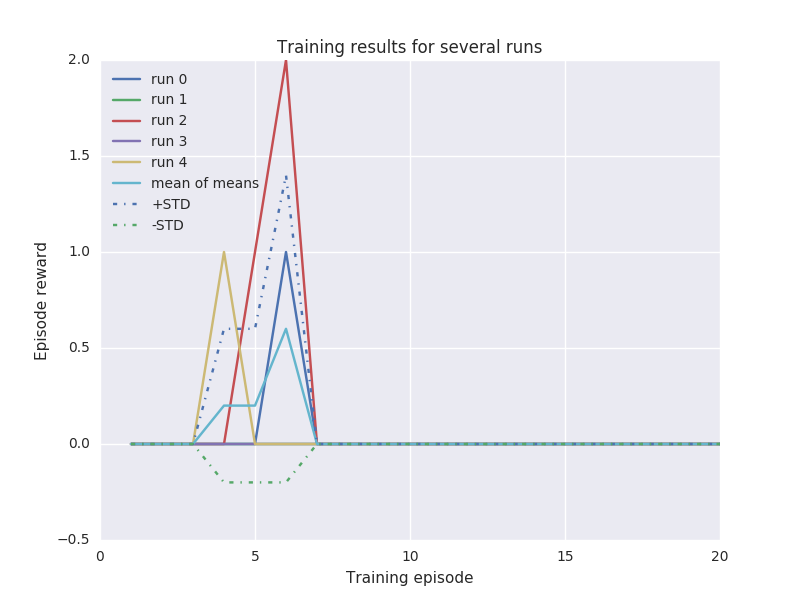 Training results for several runs
2.0
1.5
1.0
0.5
0.0
−0.5
Episode reward
run 0
run 1
run 2
run 3
run 4
mean of means
+STD
-STD
0 5 10 15 20
Training episode